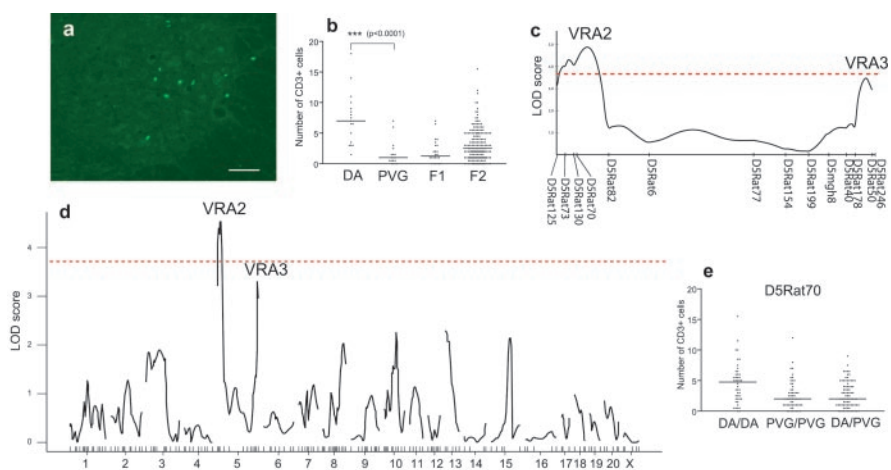 a
b
*** (p<0.0001)
Number of CD3+ cells
20
15
10
5
0
DA PVG F1 F2
c
VRA2
VRA3
LOD score
D5Rat125
D5Rat73
D5Rat130
D5Rat70
D5Rat82
D5Rat6
D5Rat77
D5Rat154
D5Rat199
D5mgh8
D5Rat40
D5Rat178
D5Rat50
D5Rat246
d
VRA2
VRA3
LOD score
4
3
2
1
0
1 2 3 4 5 6 7 8 9 10 11 12 13 14 15 16 17 18 19 20 X
e
D5Rat70
Number of CD3+ cells
20
15
10
5
0
DA/DA PVG/PVG DA/PVG